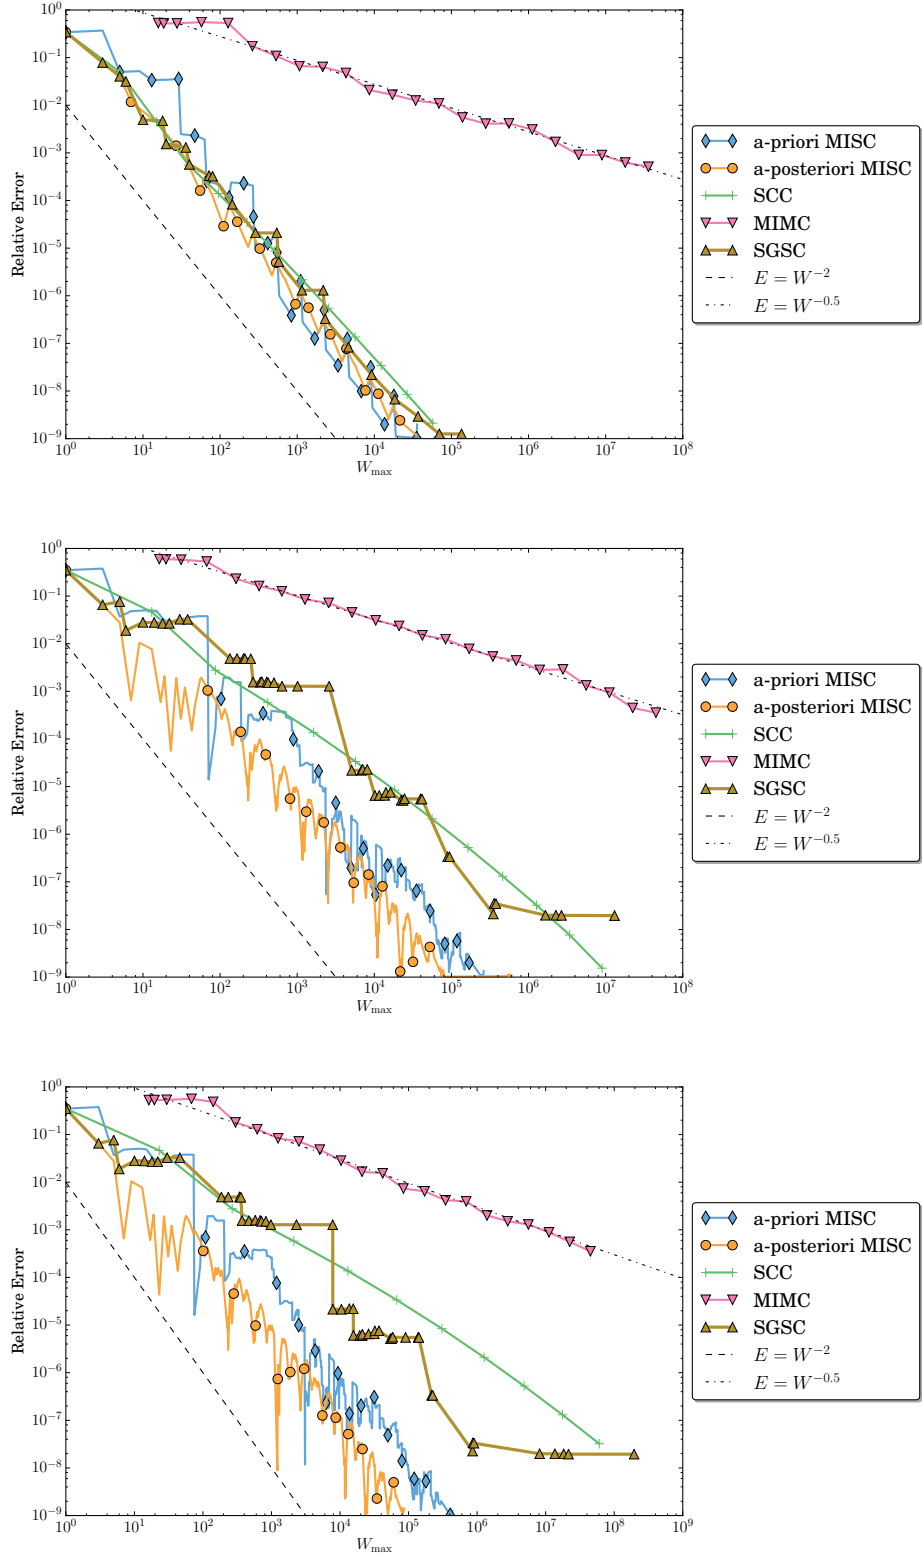 10^0
10^-1
10^-2
10^-3
10^-4
10^-5
10^-6
10^-7
10^-8
10^-9
Relative Error
10^0 10^1 10^2 10^3 10^4 10^5 10^6 10^7 10^8
W_max
a-priori MISC
a-posteriori MISC
SCC
MIMC
SGSC
E = W^-2
E = W^-0.5
10^0
10^-1
10^-2
10^-3
10^-4
10^-5
10^-6
10^-7
10^-8
10^-9
Relative Error
10^0 10^1 10^2 10^3 10^4 10^5 10^6 10^7 10^8
W_max
a-priori MISC
a-posteriori MISC
SCC
MIMC
SGSC
E = W^-2
E = W^-0.5
10^0
10^-1
10^-2
10^-3
10^-4
10^-5
10^-6
10^-7
10^-8
10^-9
Relative Error
10^0 10^1 10^2 10^3 10^4 10^5 10^6 10^7 10^8 10^9
W_max
a-priori MISC
a-posteriori MISC
SCC
MIMC
SGSC
E = W^-2
E = W^-0.5